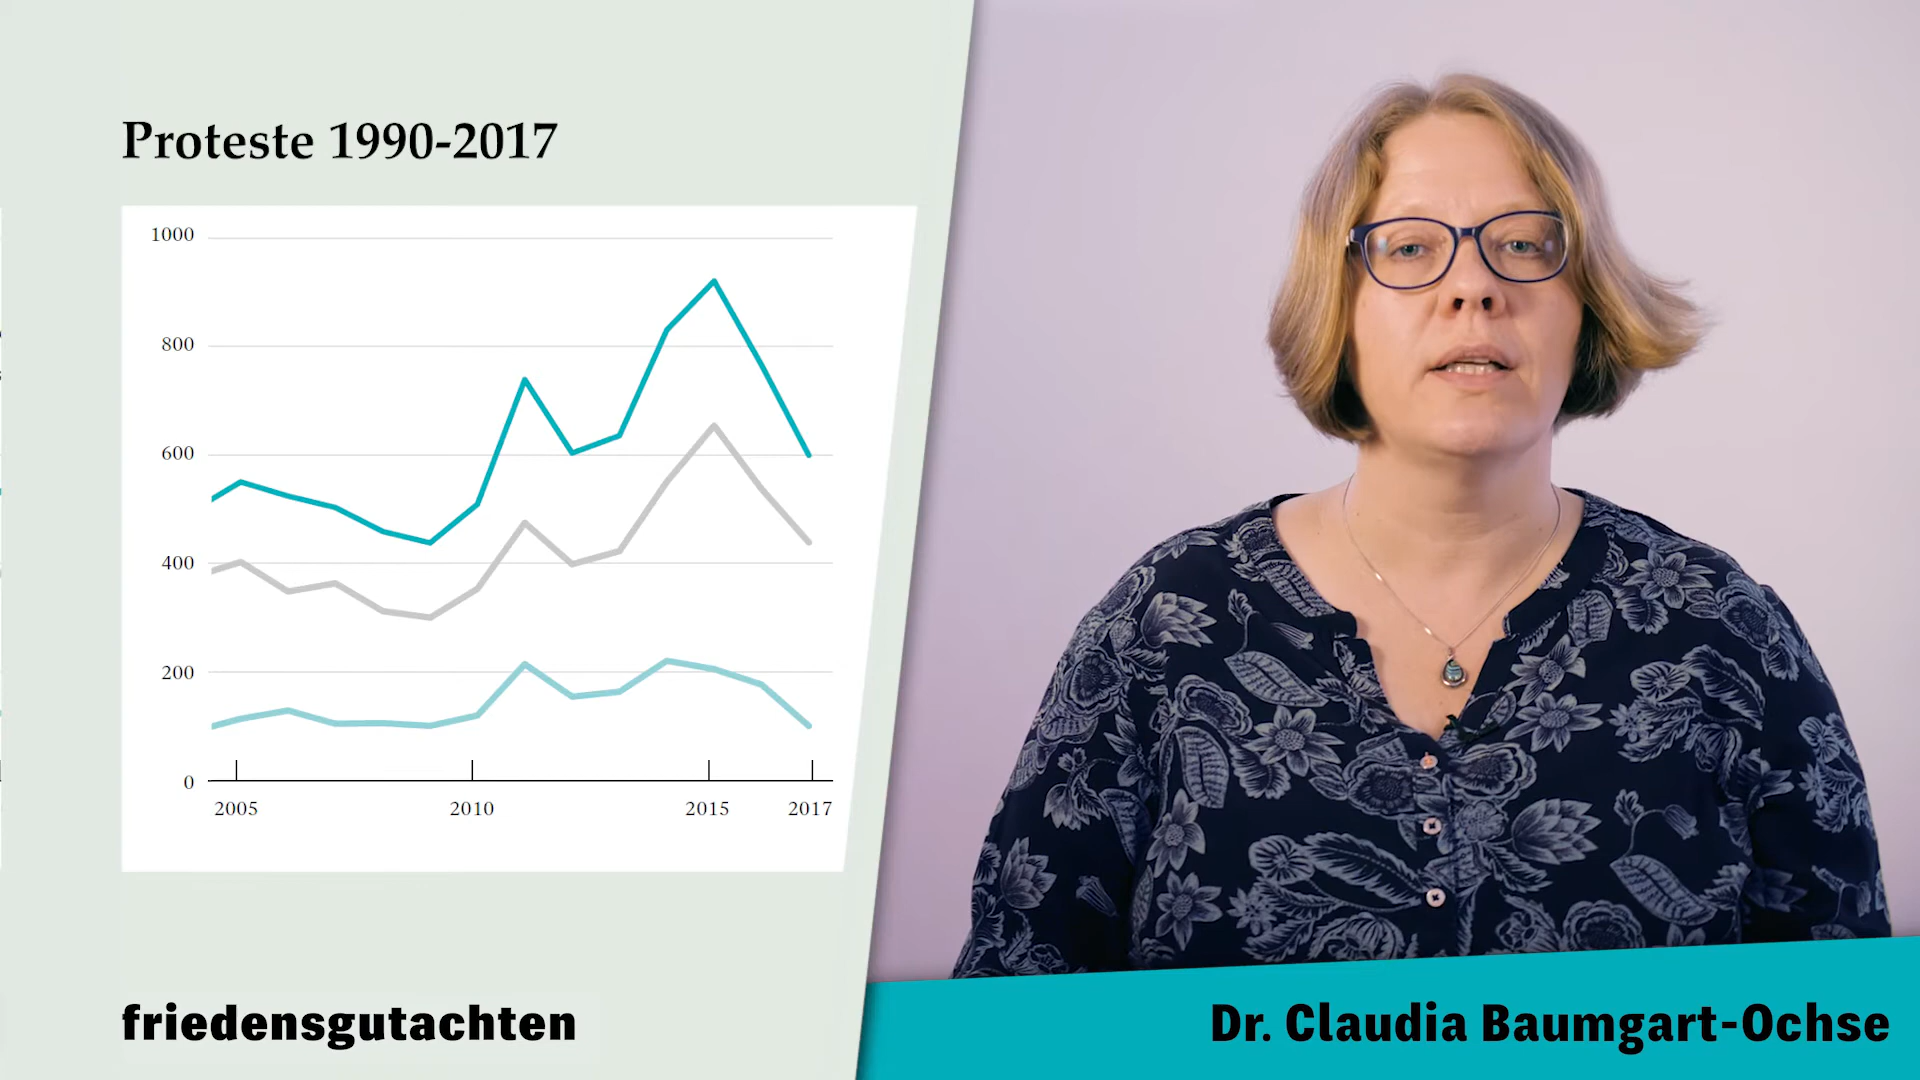 Proteste 1990-2017
1000
800
600
400
200
0
2005 2010 2015 2017
friedensgutachten
Dr. Claudia Baumgart-Ochse